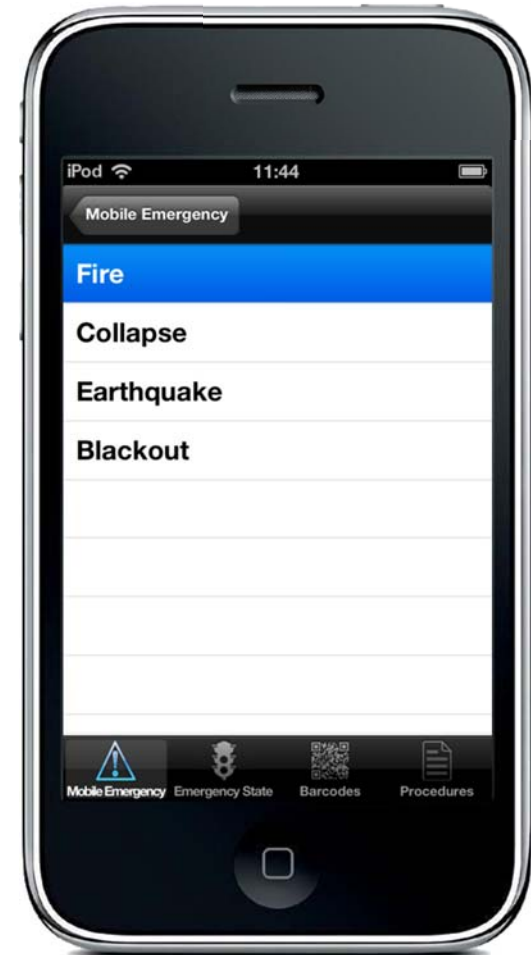 iPod 11:44
Mobile Emergency
Fire
Collapse
Earthquake
Blackout
Mobile Emergency Emergency State Barcodes Procedures